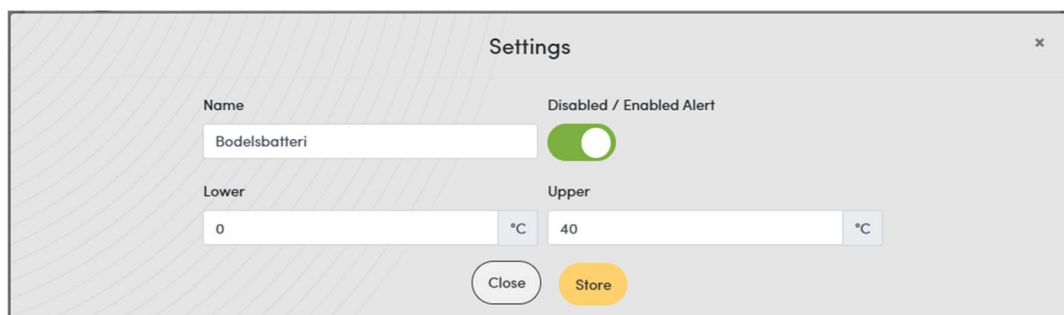 Settings
×
Name
Disabled / Enabled Alert
Bodelsbatteri
Lower
Upper
0 °C
40 °C
Close
Store